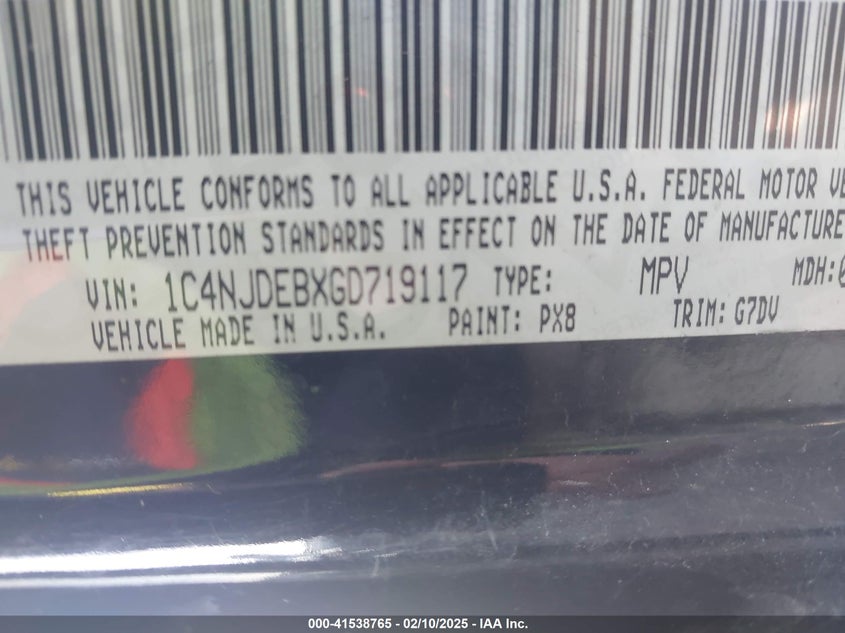 THIS VEHICLE CONFORMS TO ALL APPLICABLE U.S.A. FEDERAL MOTOR
THEFT PREVENTION STANDARDS IN EFFECT ON THE DATE OF MANUFACTURE
VIN: 1C4NJDEBXGD719117 TYPE: MPV MDH:
VEHICLE MADE IN U.S.A. PAINT: PX8 TRIM: G7DV
000-41538765 - 02/10/2025 - IAA Inc.